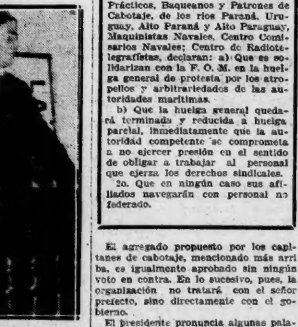 Prácticos, Baqueanos y Patrones de
Cabotaje, de los rios Paraná, Uru-
guay, Alto Paraná y Alto Paraguay,
Maquinistas Navales, Centro Comi-
sarios Navales; Centro de Radiote-
legrafistas, declaran: a) Que se so-
lidarizan con la F. O. M. en la huel-
ga general de protesta por los atro-
pellos y arbitrariedades de las au-
toridades marítimas.
b) Que la huelga general queda-
rá terminada y reducida a huelga
parcial, inmediatamente que la au-
toridad competente se comprometa
a no ejercer presión en el sentido
de obligar a trabajar al personal
que ejerza los derechos sindicales.
2o. Que en ningún caso sus afi-
liados navegarán con personal no
federado.
El agregado propuesto por los capi-
tanes de cabotaje, mencionado más arri
ba, es igualmente aprobado sin ningún
voto en contra. En lo sucesivo, pues, la
organización no tratará con el señor
prefecto, sino directamente con el go-
bierno.
El presidente pronuncia algunas pala-